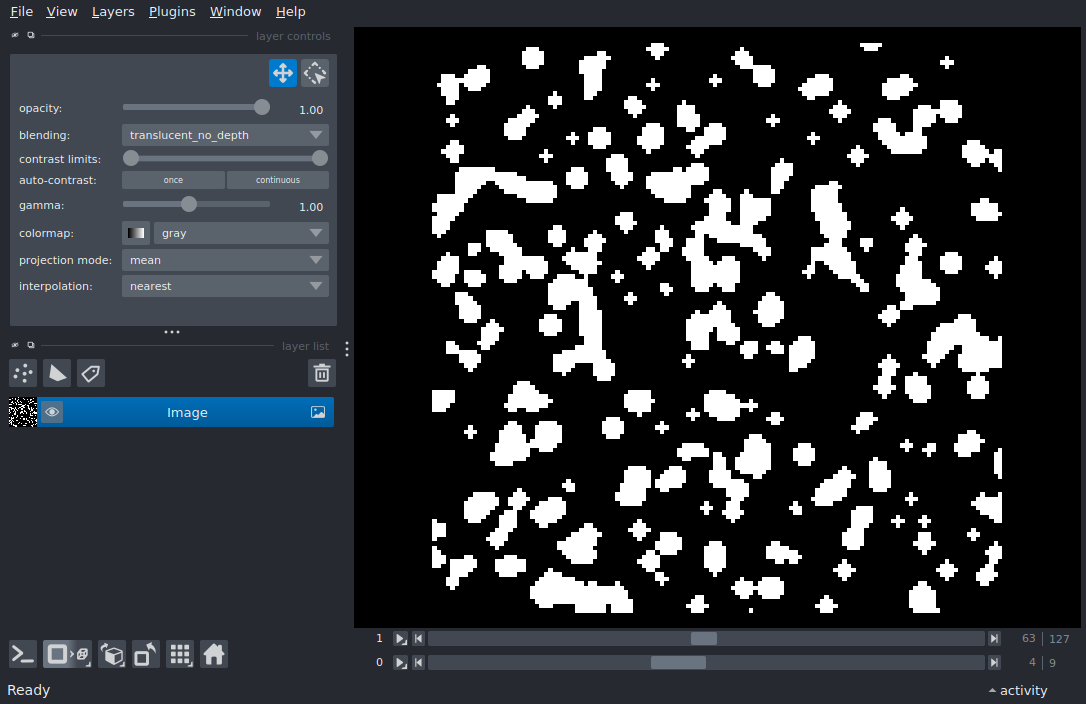 File View Layers Plugins Window Help
layer controls
opacity: 1.00
blending: translucent_no_depth
contrast limits:
auto-contrast: once continuous
gamma: 1.00
colormap: gray
projection mode: mean
interpolation: nearest
layer list
Image
1 63 127
0 4 9
Ready activity